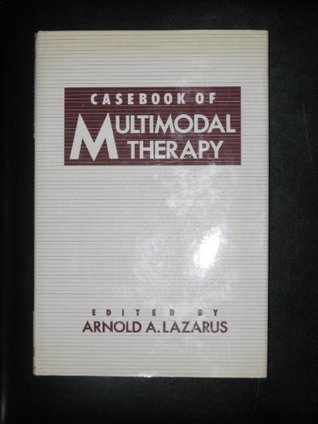 CASEBOOK OF
MULTIMODAL
THERAPY
EDITED BY
ARNOLD A. LAZARUS